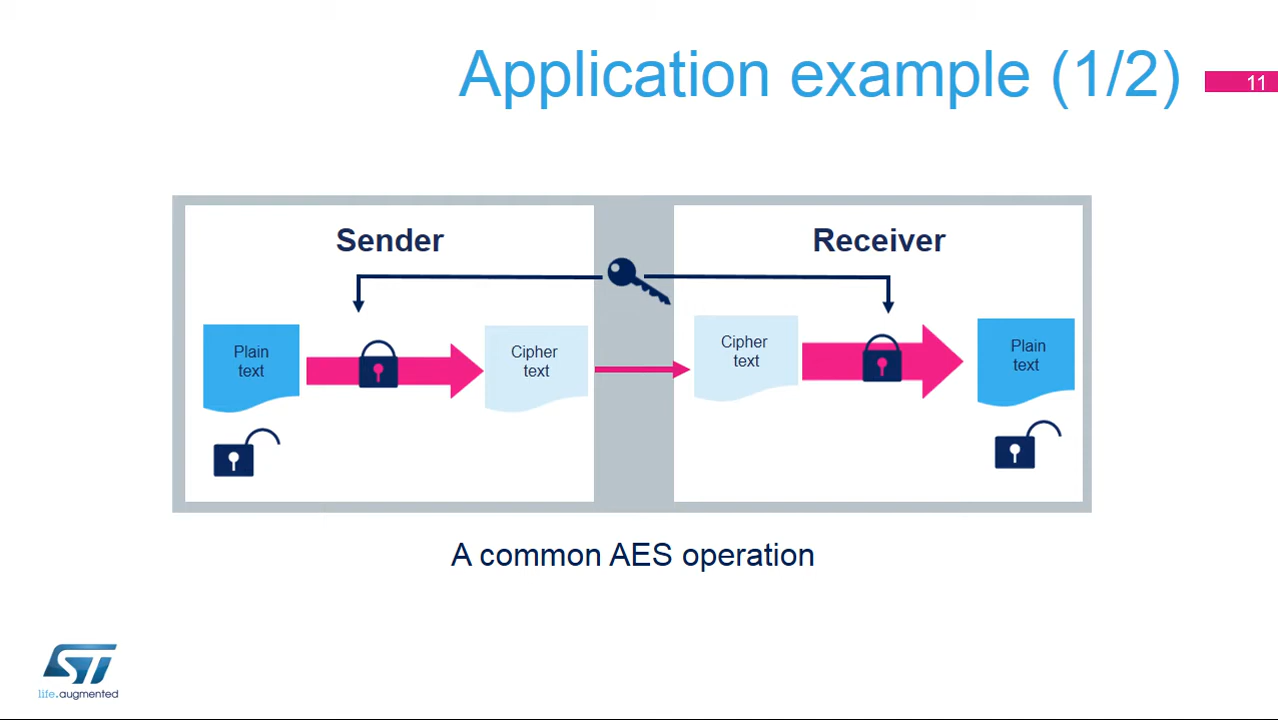 Application example (1/2)
11
Sender
Receiver
Plain
text
Cipher
text
Cipher
text
Plain
text
A common AES operation
ST
life.augmented